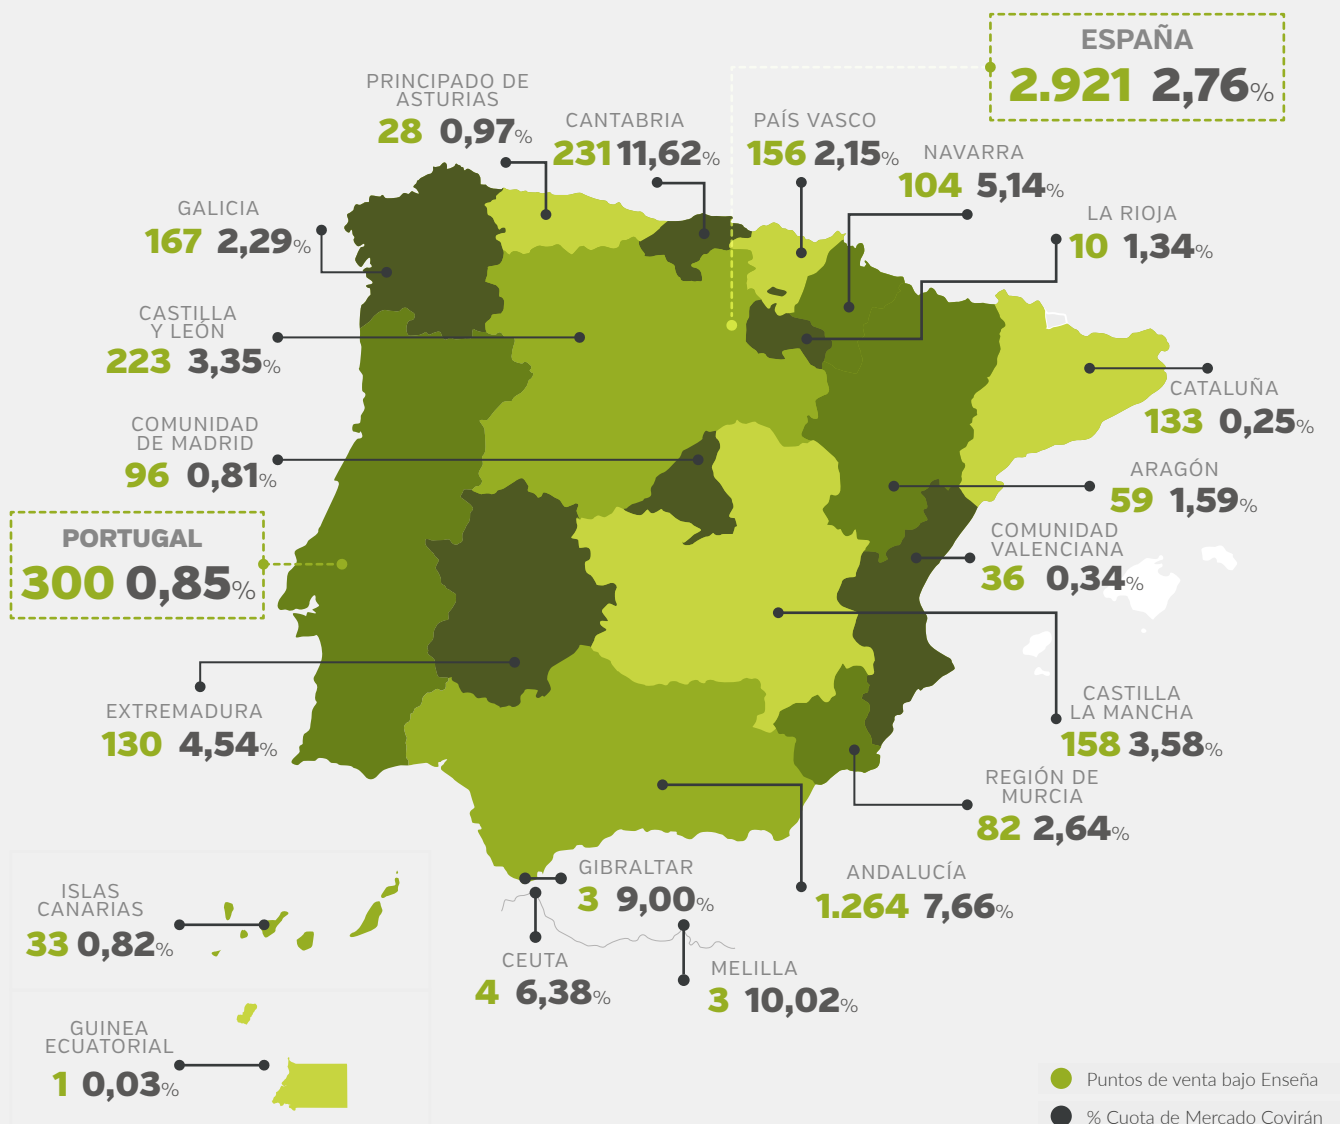 ESPAÑA
2.921 2,76%
PRINCIPADO DE
ASTURIAS
28 0,97%
CANTABRIA
231 11,62%
PAÍS VASCO
156 2,15%
NAVARRA
104 5,14%
GALICIA
167 2,29%
LA RIOJA
10 1,34%
CASTILLA
Y LEÓN
223 3,35%
CATALUÑA
133 0,25%
COMUNIDAD
DE MADRID
96 0,81%
ARAGÓN
59 1,59%
PORTUGAL
300 0,85%
COMUNIDAD
VALENCIANA
36 0,34%
EXTREMADURA
130 4,54%
CASTILLA
LA MANCHA
158 3,58%
REGIÓN DE
MURCIA
82 2,64%
GIBRALTAR
3 9,00%
ANDALUCÍA
1.264 7,66%
ISLAS
CANARIAS
33 0,82%
CEUTA
4 6,38%
MELILLA
3 10,02%
GUINEA
ECUATORIAL
1 0,03%
Puntos de venta bajo Enseña
% Cuota de Mercado Covirán